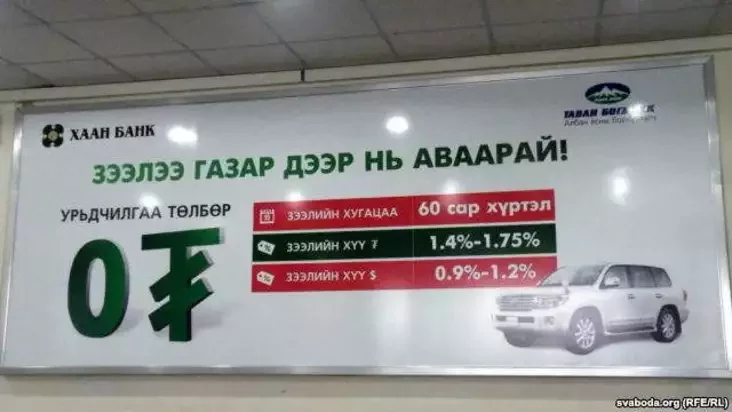 ХААН БАНК
ТАВАН БОГД
ЗЭЭЛЭЭ ГАЗАР ДЭЭР НЬ АВААРАЙ!
УРЬДЧИЛГАА ТӨЛБӨР
0₮
ЗЭЭЛИЙН ХУГАЦАА 60 сар хүртэл
ЗЭЭЛИЙН ХҮҮ ₮ 1.4%-1.75%
ЗЭЭЛИЙН ХҮҮ $ 0.9%-1.2%
svaboda.org (RFE/RL)